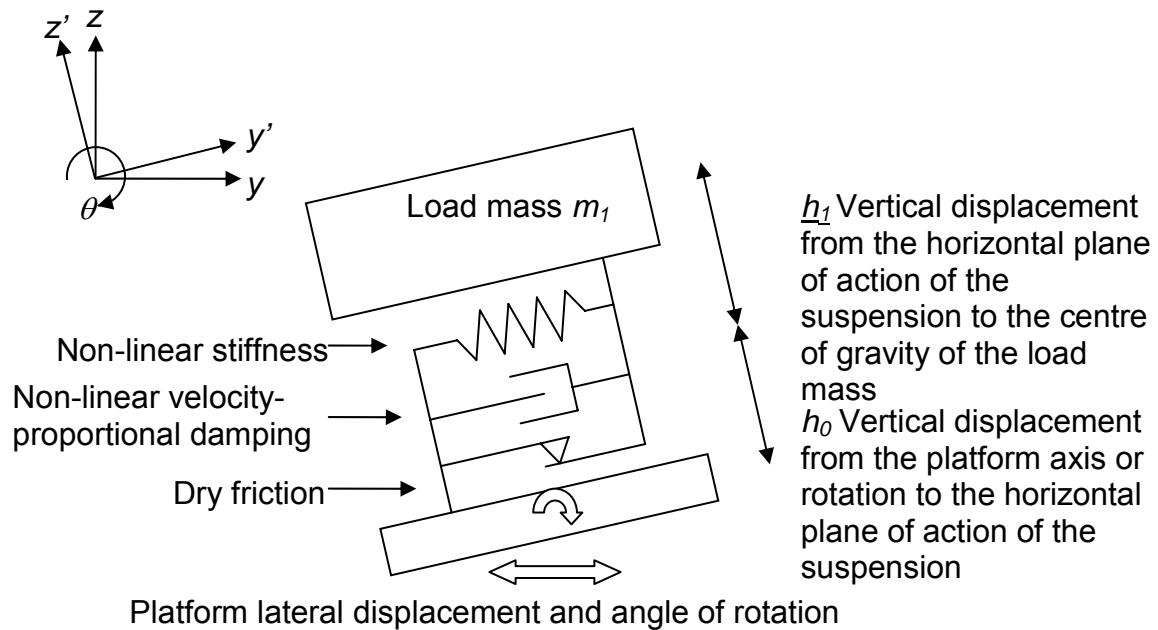 z’
z
y’
y
θ
Load mass m1
h1 Vertical displacement
from the horizontal plane
of action of the
suspension to the centre
of gravity of the load
mass
h0 Vertical displacement
from the platform axis or
rotation to the horizontal
plane of action of the
suspension
Non-linear stiffness
Non-linear velocity-
proportional damping
Dry friction
Platform lateral displacement and angle of rotation